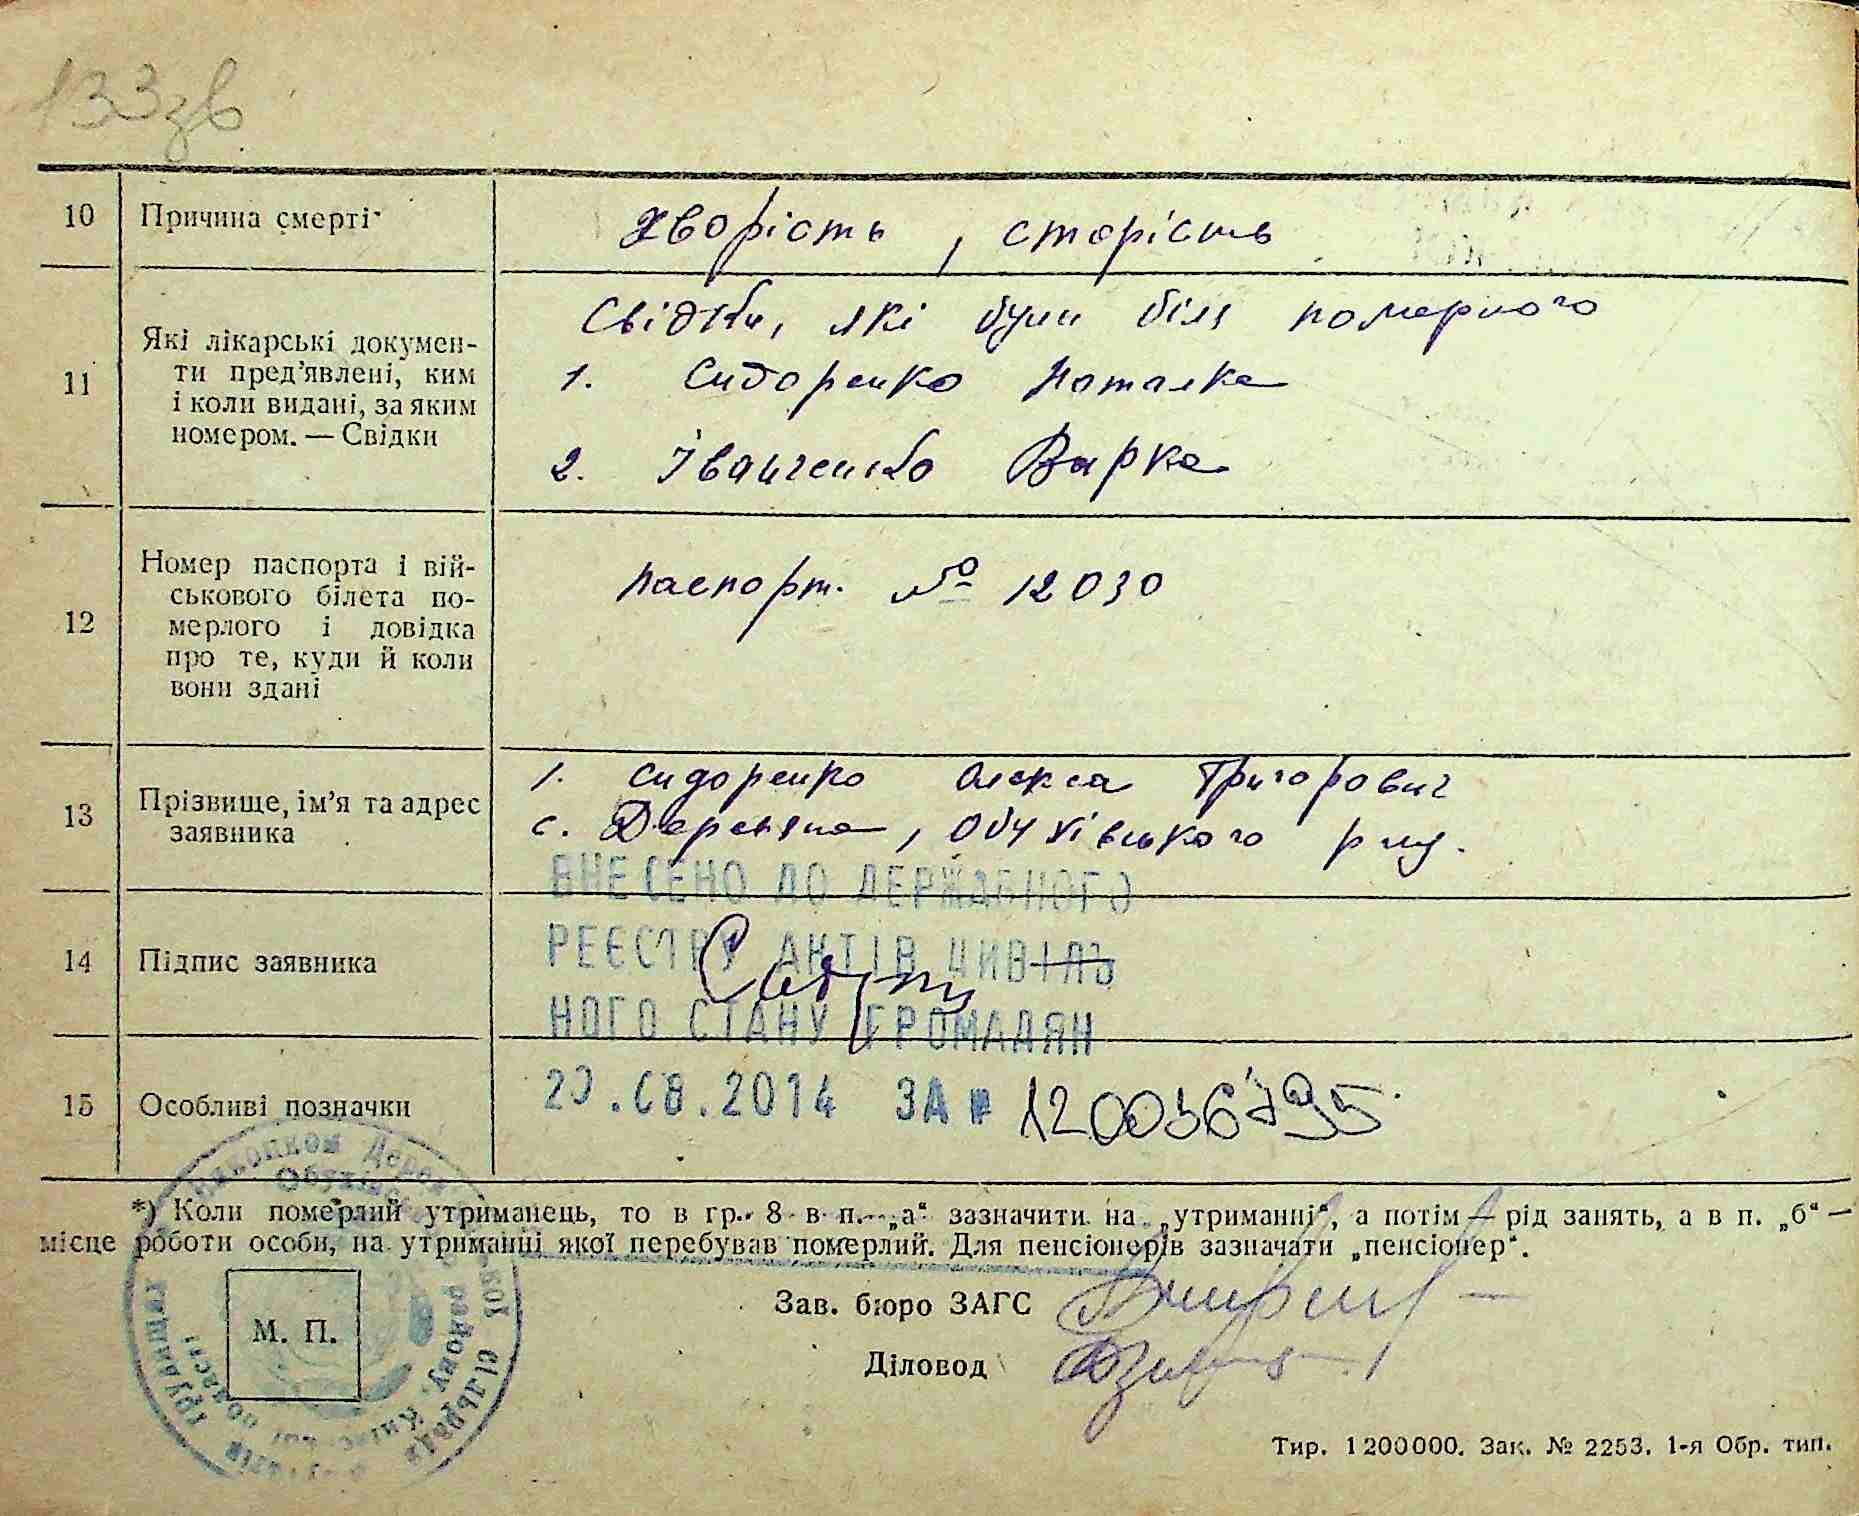 133зв
10 Причина смерті
Хворість, старість
11 Які лікарські докумен-
ти пред'явлені, ким
і коли видані, за яким
номером. — Свідки
Свідки, які були біля померлого
1. Сидоренко Наталка
2. Іванченко Варка
12 Номер паспорта і вій-
ськового білета по-
мерлого і довідка
про те, куди й коли
вони здані
Паспорт. № 12030
13 Прізвище, ім'я та адрес
заявника
1. Сидоренко Олекса Григорович
с. Деревяна, Обухівського р-ну.
ВНЕСЕНО ДО ДЕРЖАВНОГО
РЕЄСТРУ АКТІВ ЦИВІЛЬ
НОГО СТАНУ ГРОМАДЯН
14 Підпис заявника
15 Особливі позначки
.08.2014 ЗА № 120036795
*) Коли померлий утриманець, то в гр. 8 в п. „а“ зазначити на „утриманні“, а потім — рід занять, а в п. „б“ —
місце роботи особи, на утриманні якої перебував померлий. Для пенсіонерів зазначати „пенсіонер“.
М. П.
Зав. бюро ЗАГС
Діловод
Тир. 1200000. Зак. № 2253. 1-я Обр. тип.